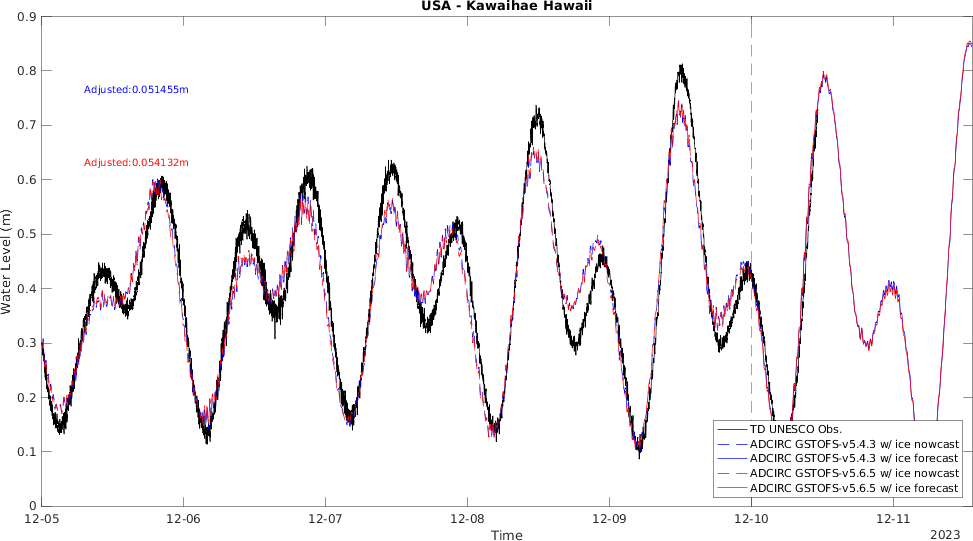 USA - Kawaihae Hawaii
0.9
0.8
0.7
0.6
0.5
0.4
0.3
0.2
0.1
0
Water Level (m)
Adjusted:0.051455m
Adjusted:0.054132m
TD UNESCO Obs.
ADCIRC GSTOFS-v5.4.3 w/ ice nowcast
ADCIRC GSTOFS-v5.4.3 w/ ice forecast
ADCIRC GSTOFS-v5.6.5 w/ ice nowcast
ADCIRC GSTOFS-v5.6.5 w/ ice forecast
12-05 12-06 12-07 12-08 12-09 12-10 12-11
Time
2023